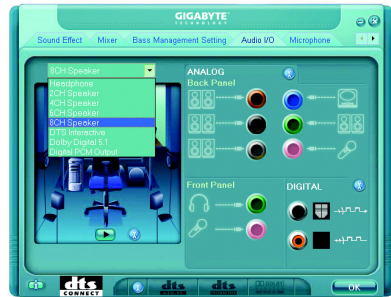 GIGABYTE
TECHNOLOGY
Sound Effect Mixer Bass Management Setting Audio I/O Microphone
8CH Speaker
Headphone
2CH Speaker
4CH Speaker
6CH Speaker
8CH Speaker
DTS Interactive
Dolby Digital 5.1
Digital PCM Output
ANALOG
Back Panel
Front Panel
DIGITAL
dts
CONNECT
dts
dts
OK